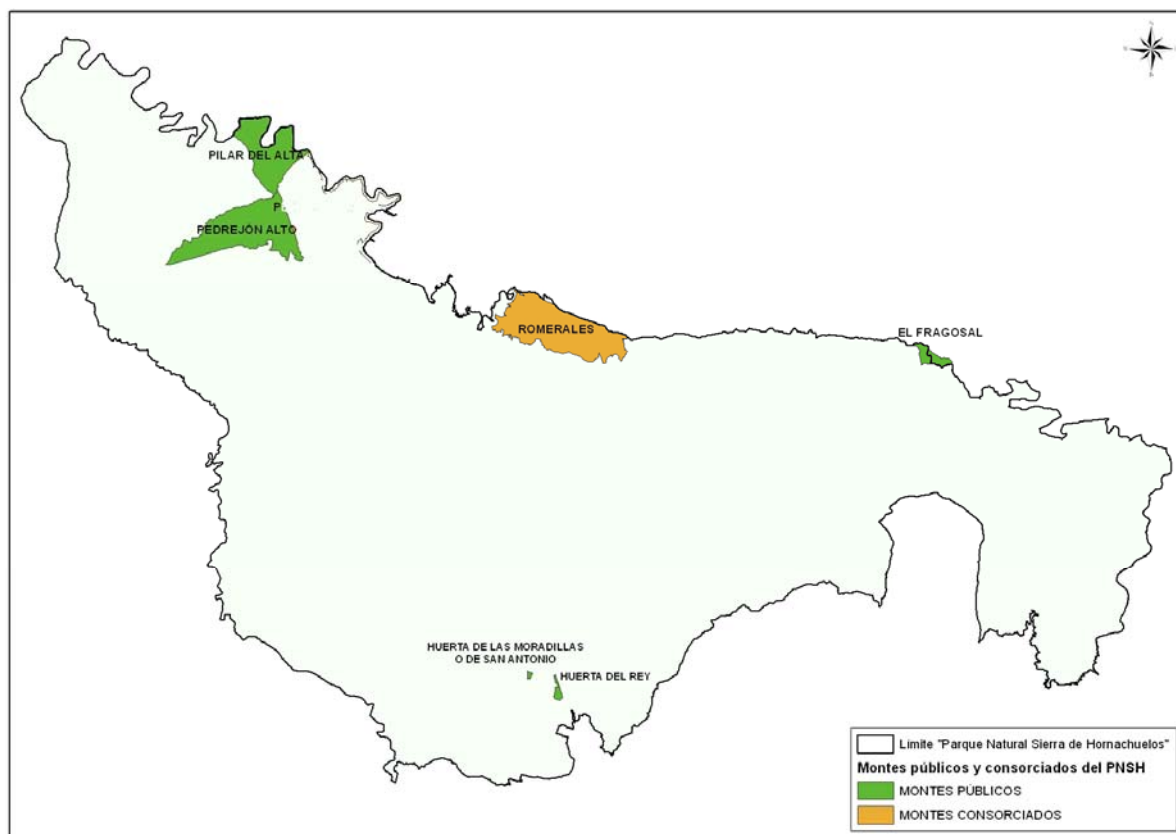 PILAR DEL ALTA
P
PEDREJÓN ALTO
ROMERALES
EL FRAGOSAL
HUERTA DE LAS MORADILLAS
O DE SAN ANTONIO
HUERTA DEL REY
Límite "Parque Natural Sierra de Hornachuelos"
Montes públicos y consorciados del PNSH
MONTES PÚBLICOS
MONTES CONSORCIADOS